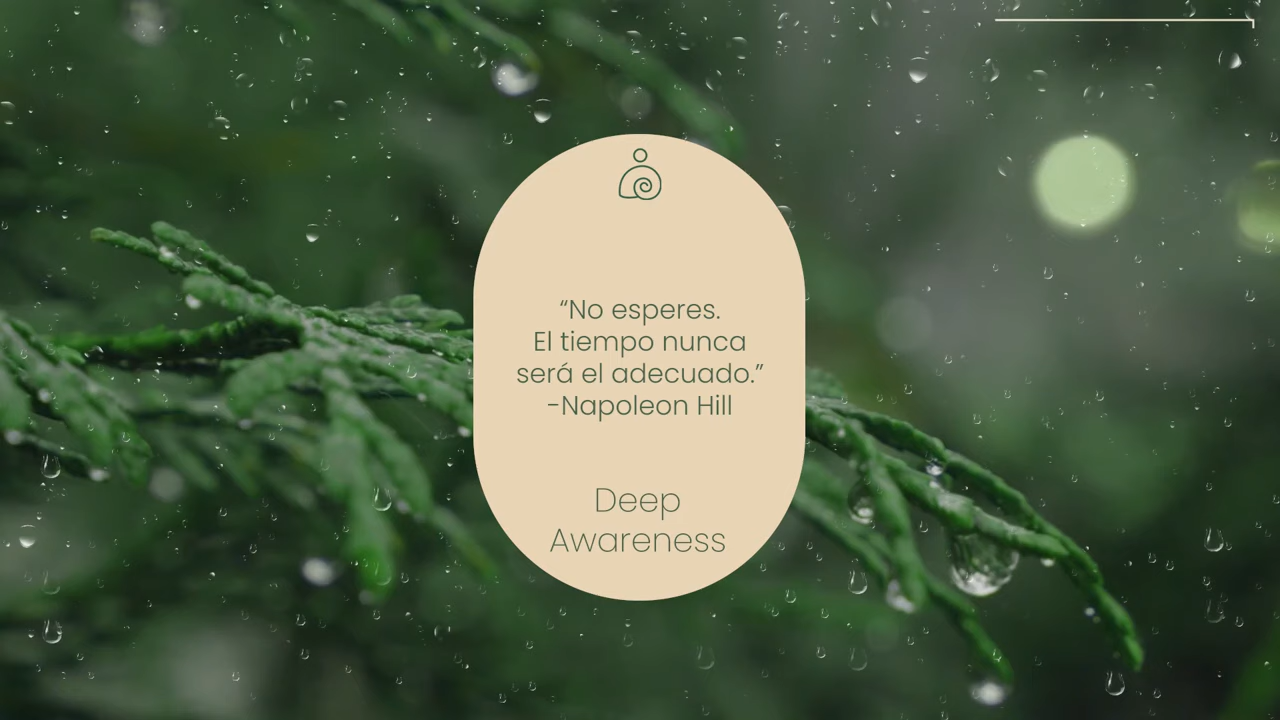 “No esperes.
El tiempo nunca
será el adecuado.”
-Napoleon Hill
Deep
Awareness